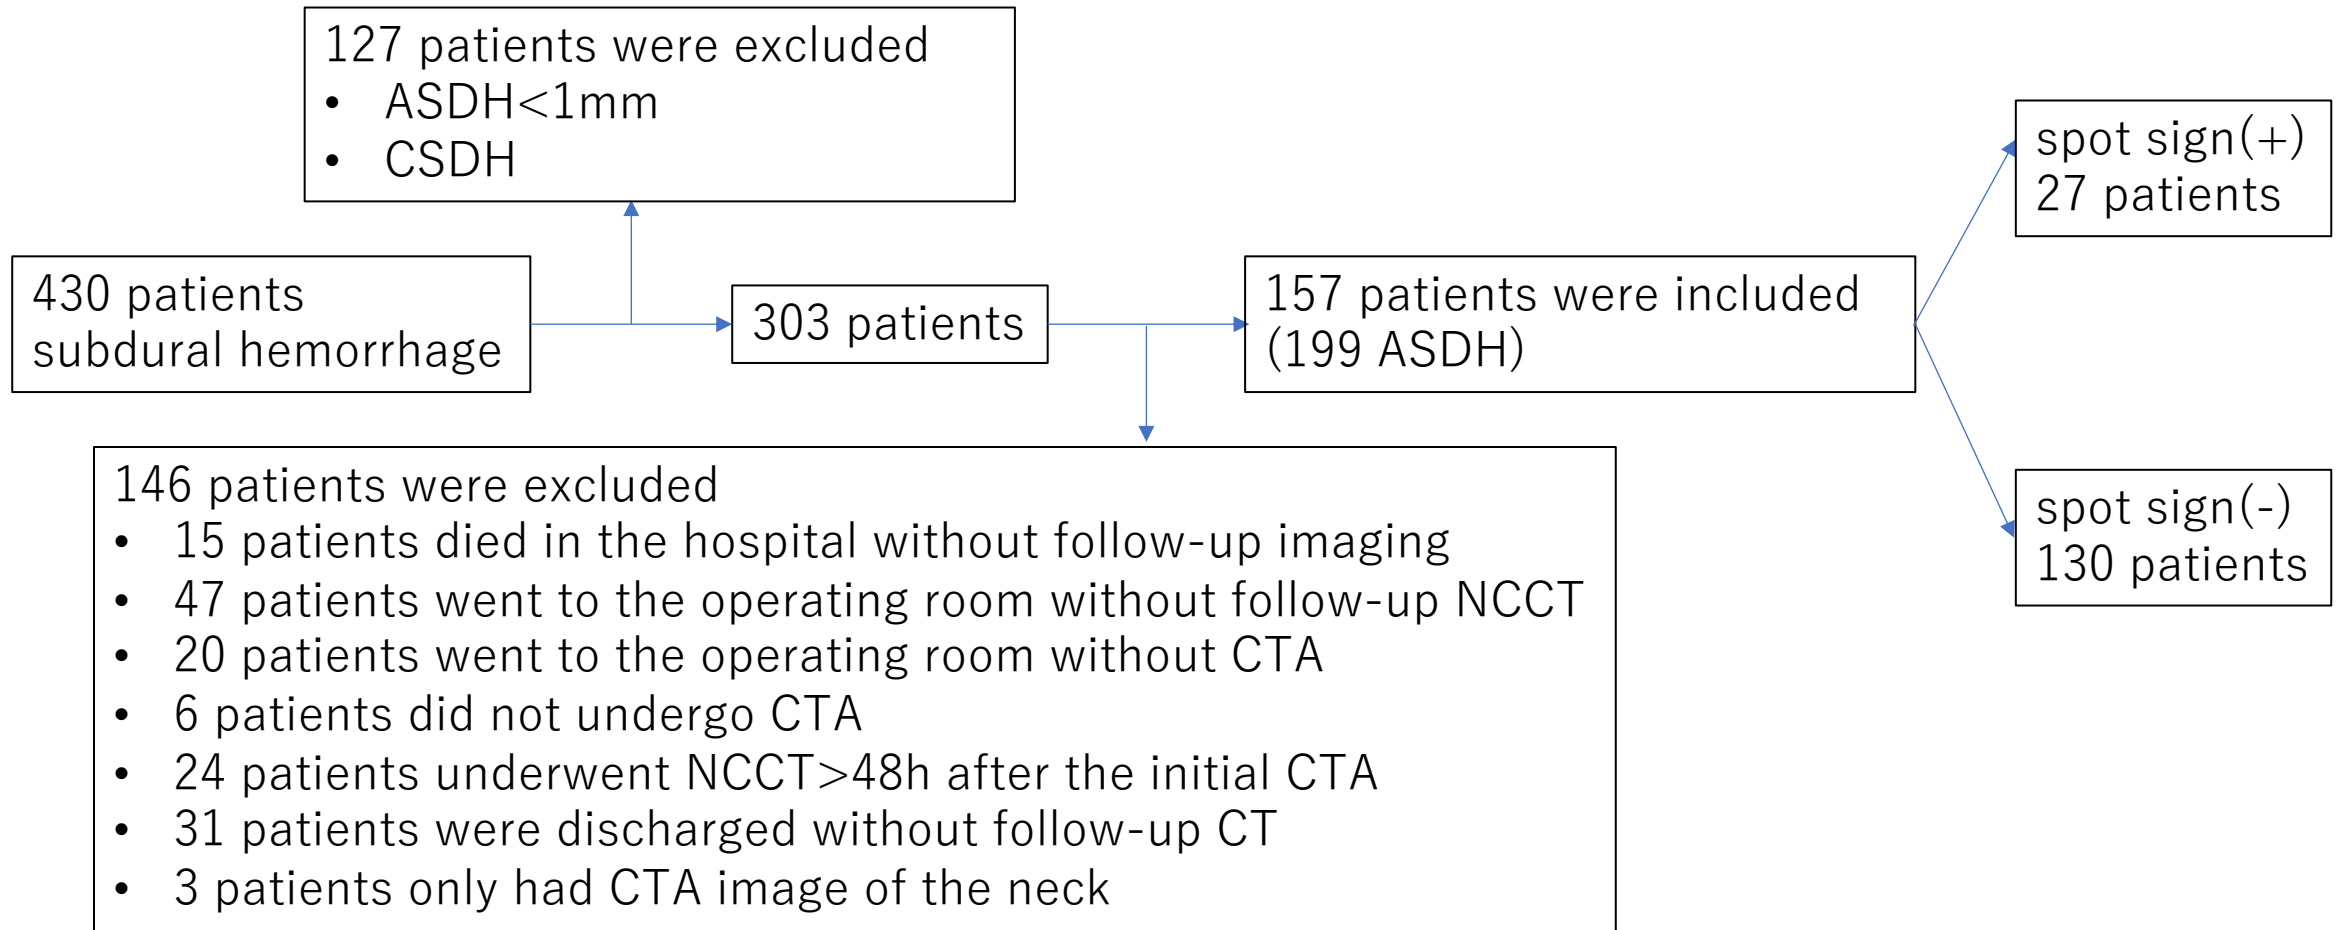 127 patients were excluded
• ASDH<1mm
• CSDH
430 patients
subdural hemorrhage
303 patients
157 patients were included
(199 ASDH)
spot sign(+)
27 patients
spot sign(-)
130 patients
146 patients were excluded
• 15 patients died in the hospital without follow-up imaging
• 47 patients went to the operating room without follow-up NCCT
• 20 patients went to the operating room without CTA
• 6 patients did not undergo CTA
• 24 patients underwent NCCT>48h after the initial CTA
• 31 patients were discharged without follow-up CT
• 3 patients only had CTA image of the neck